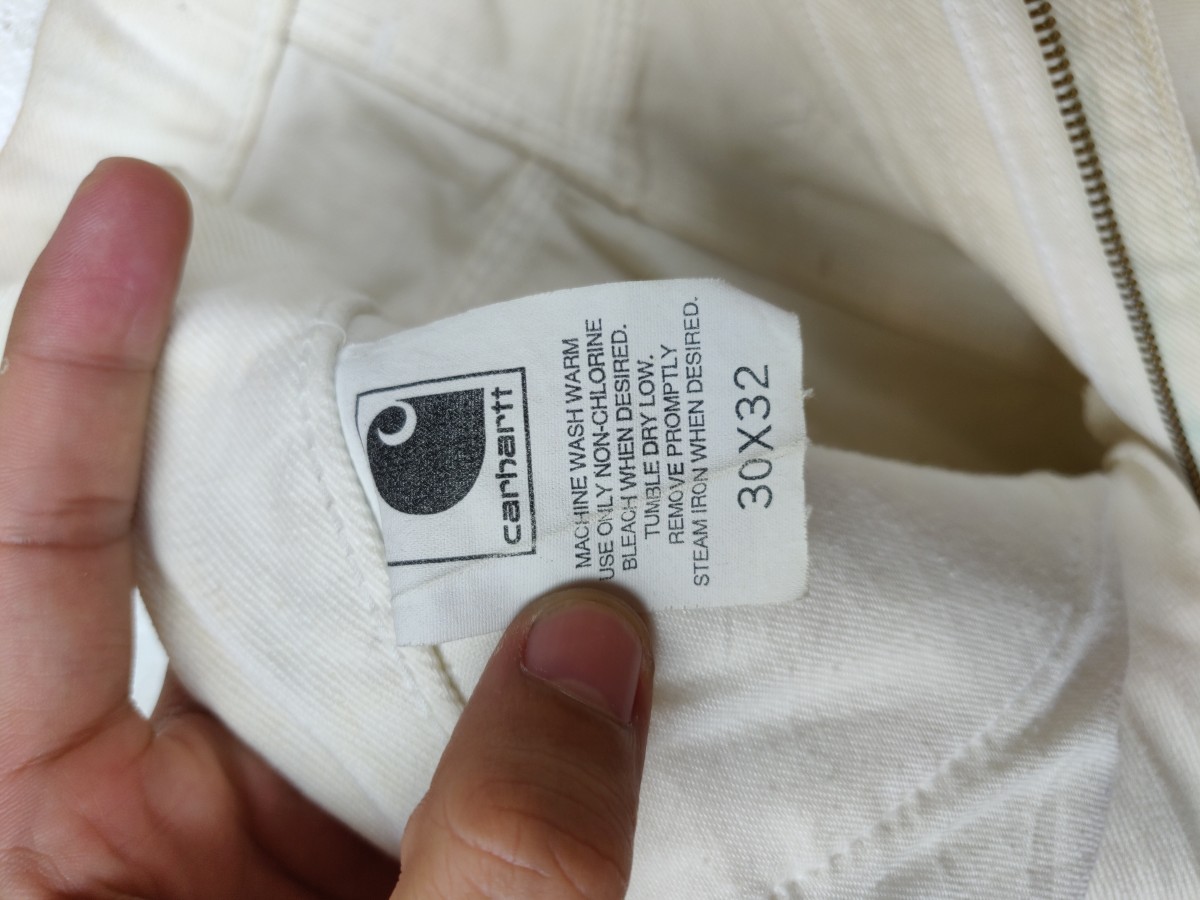 carhartt
MACHINE WASH WARM
USE ONLY NON-CHLORINE
BLEACH WHEN DESIRED.
TUMBLE DRY LOW.
REMOVE PROMPTLY
STEAM IRON WHEN DESIRED.
30X32